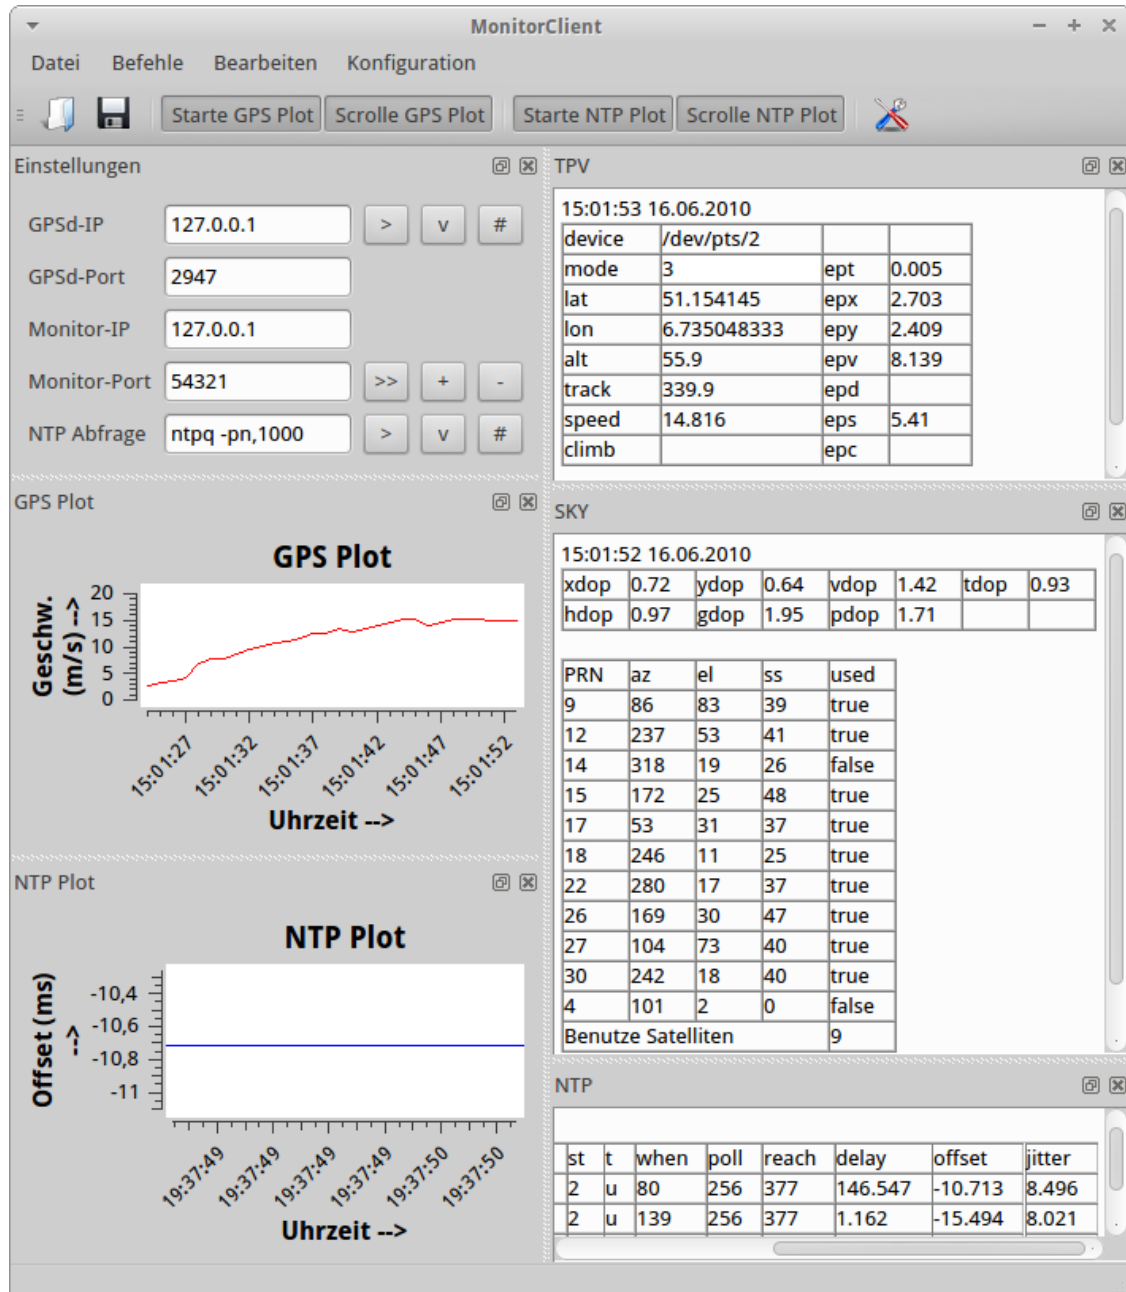 MonitorClient
Datei Befehle Bearbeiten Konfiguration
Starte GPS Plot Scrolle GPS Plot Starte NTP Plot Scrolle NTP Plot
Einstellungen
GPSd-IP 127.0.0.1 > v #
GPSd-Port 2947
Monitor-IP 127.0.0.1
Monitor-Port 54321 >> + -
NTP Abfrage ntpq -pn,1000 > v #
GPS Plot
GPS Plot
Geschw.
(m/s) -->
20
15
10
5
0
15:01:27 15:01:32 15:01:37 15:01:42 15:01:47 15:01:52
Uhrzeit -->
NTP Plot
NTP Plot
Offset (ms)
-->
-10,4
-10,6
-10,8
-11
19:37:49 19:37:49 19:37:49 19:37:49 19:37:50 19:37:50
Uhrzeit -->
TPV
15:01:53 16.06.2010
device /dev/pts/2
mode 3 ept 0.005
lat 51.154145 epx 2.703
lon 6.735048333 epy 2.409
alt 55.9 epv 8.139
track 339.9 epd
speed 14.816 eps 5.41
climb epc
SKY
15:01:52 16.06.2010
xdop 0.72 ydop 0.64 vdop 1.42 tdop 0.93
hdop 0.97 gdop 1.95 pdop 1.71
PRN az el ss used
9 86 83 39 true
12 237 53 41 true
14 318 19 26 false
15 172 25 48 true
17 53 31 37 true
18 246 11 25 true
22 280 17 37 true
26 169 30 47 true
27 104 73 40 true
30 242 18 40 true
4 101 2 0 false
Benutze Satelliten 9
NTP
st t when poll reach delay offset jitter
2 u 80 256 377 146.547 -10.713 8.496
2 u 139 256 377 1.162 -15.494 8.021